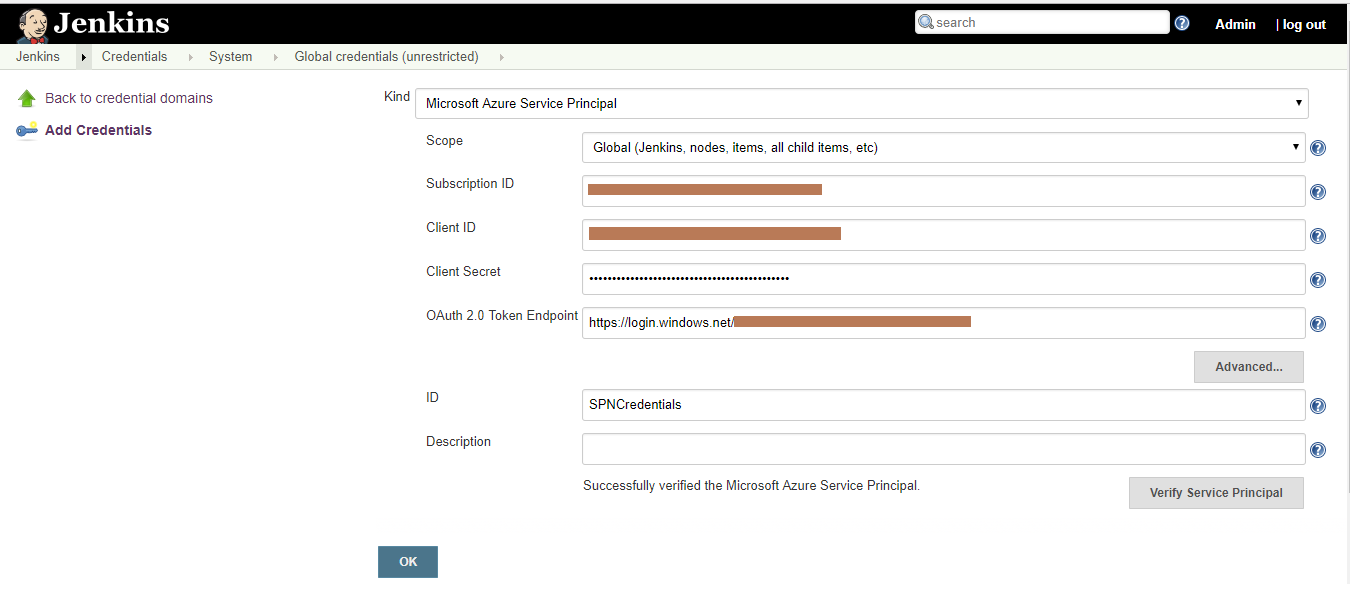 Jenkins
search
Admin
| log out
Jenkins
Credentials
System
Global credentials (unrestricted)
Back to credential domains
Add Credentials
Kind
Microsoft Azure Service Principal
Scope
Global (Jenkins, nodes, items, all child items, etc)
Subscription ID
Client ID
Client Secret
••••••••••••••••••••••••••••••••••••••••••••
OAuth 2.0 Token Endpoint
https://login.windows.net/
Advanced...
ID
SPNCredentials
Description
Successfully verified the Microsoft Azure Service Principal.
Verify Service Principal
OK